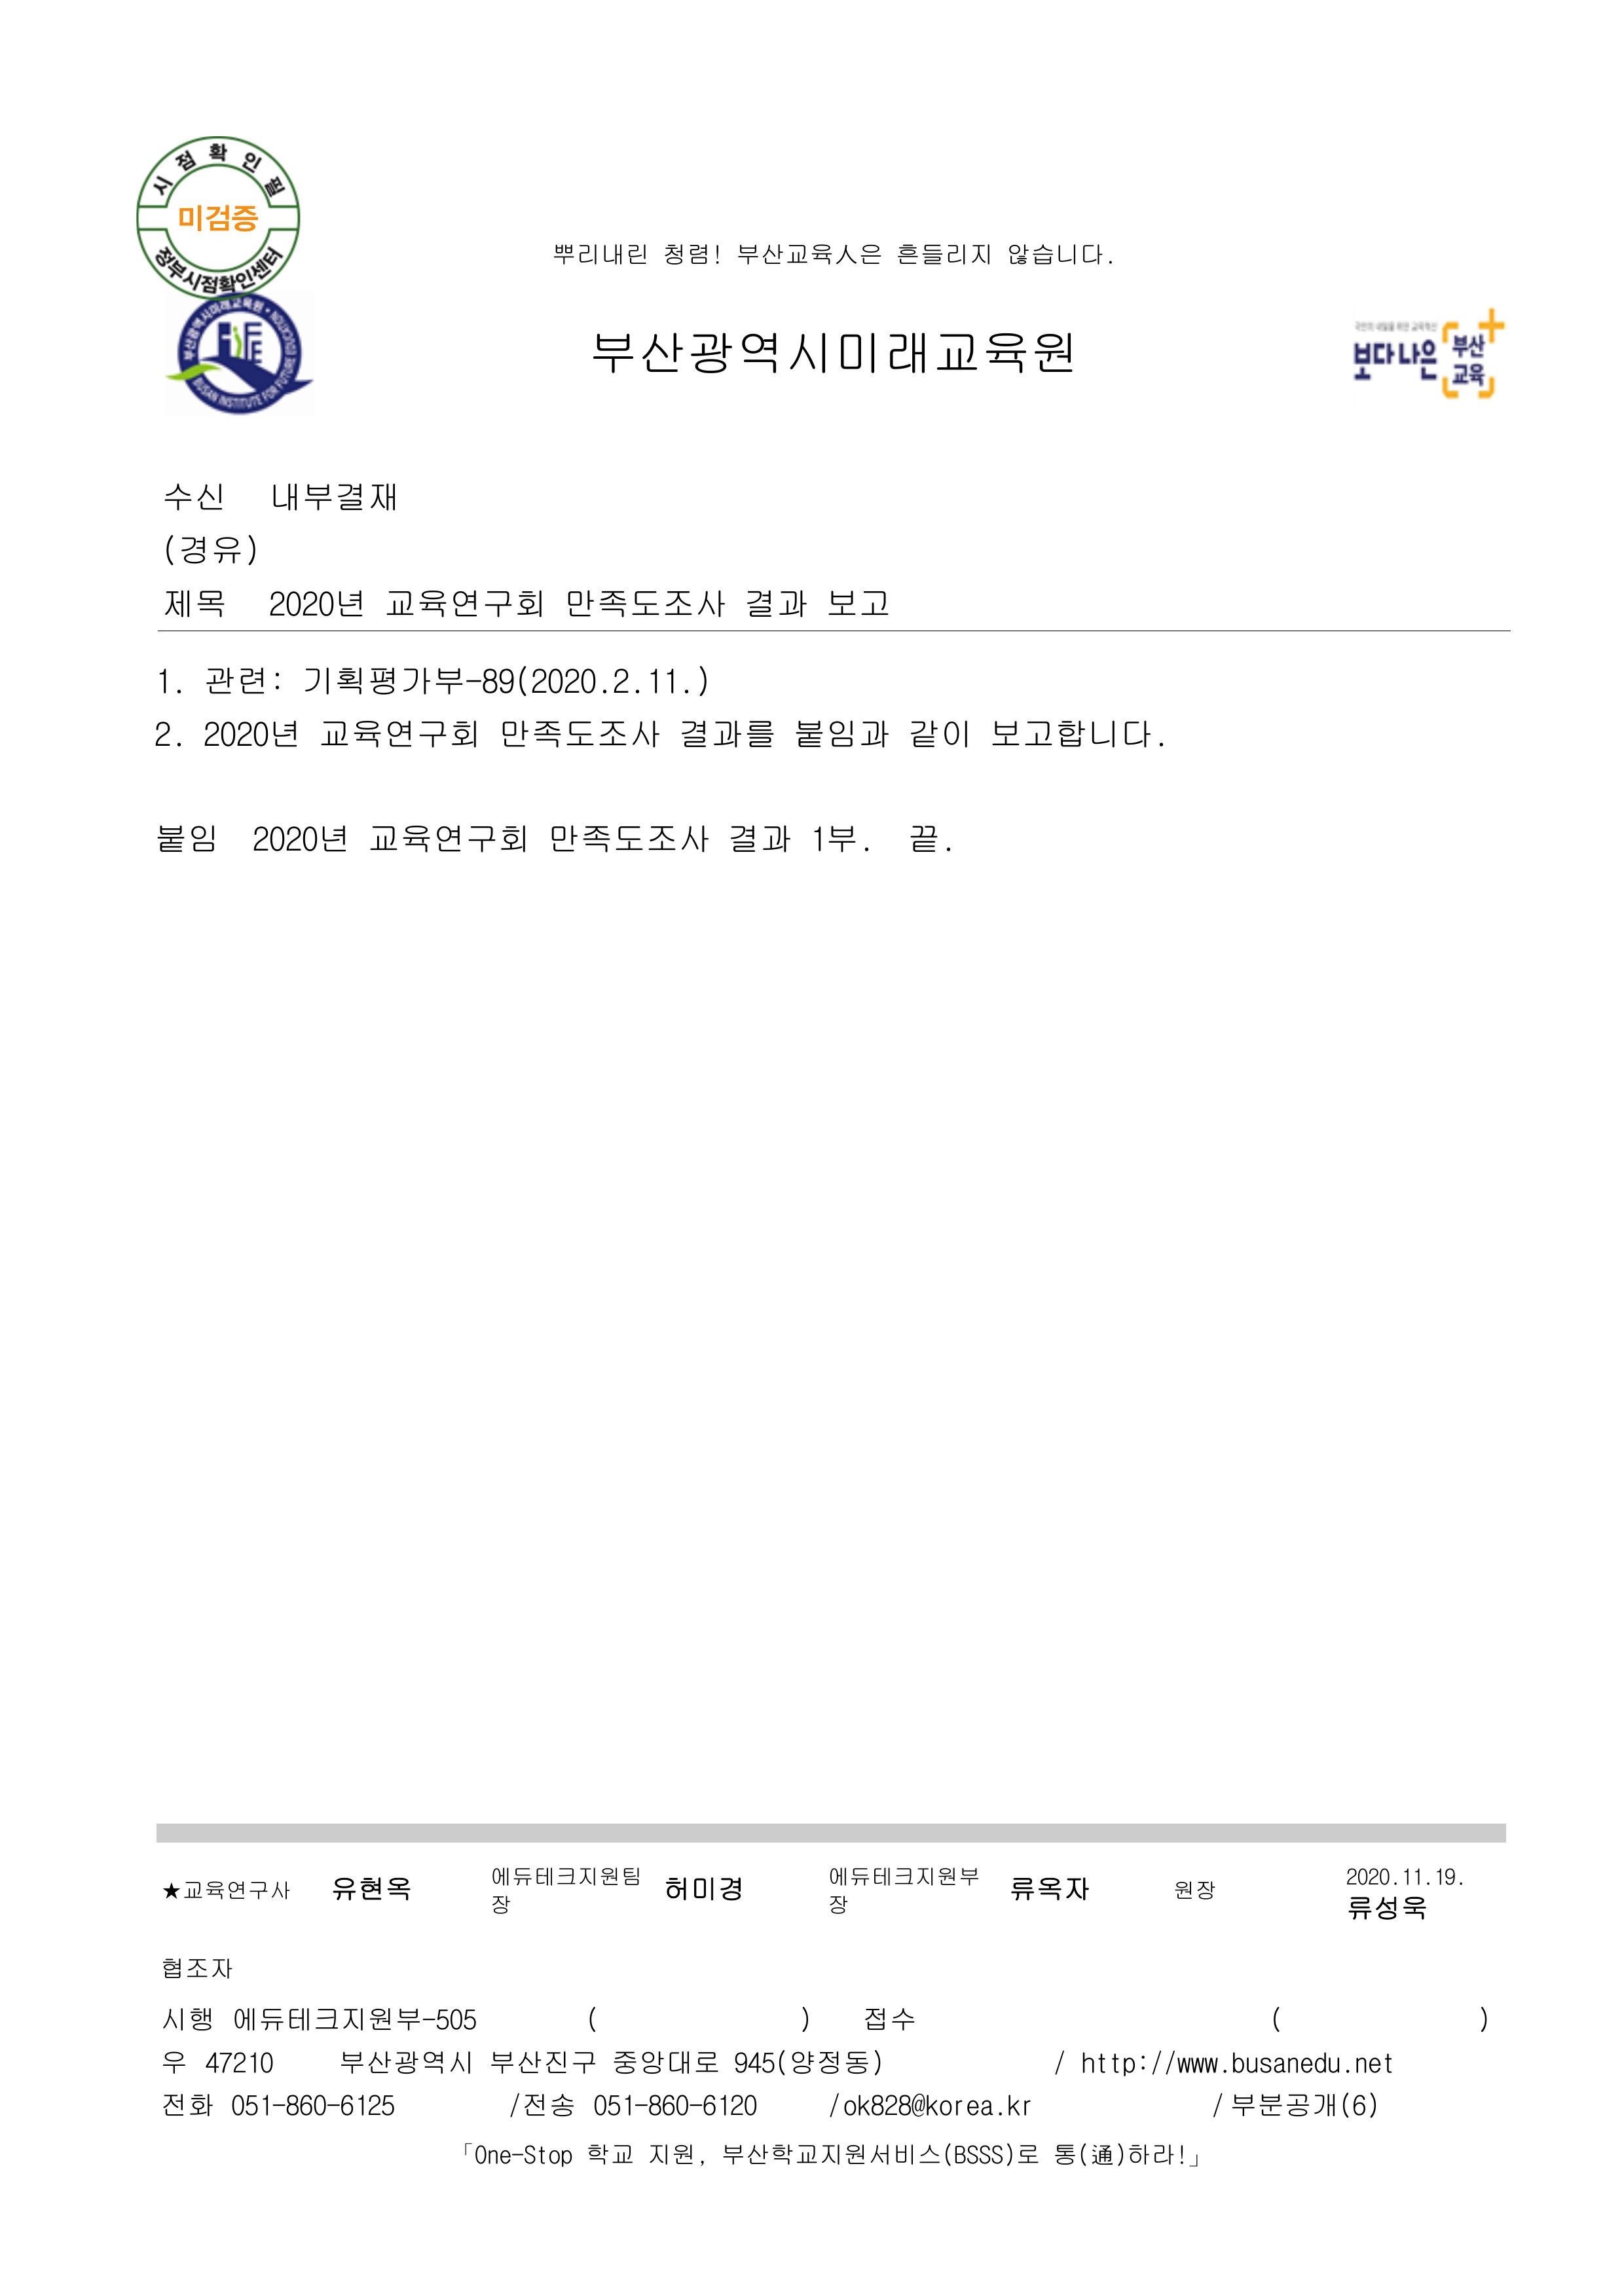 시점확인필
미검증
정부시점확인센터
뿌리내린 청렴! 부산교육人은 흔들리지 않습니다.
부산광역시미래교육원 · BUSAN INSTITUTE FOR FUTURE EDUCATION
부산광역시미래교육원
보다나은 부산
교육
수신 내부결재
(경유)
제목 2020년 교육연구회 만족도조사 결과 보고
1. 관련: 기획평가부-89(2020.2.11.)
2. 2020년 교육연구회 만족도조사 결과를 붙임과 같이 보고합니다.
붙임 2020년 교육연구회 만족도조사 결과 1부. 끝.
★교육연구사 유현옥 에듀테크지원팀장 허미경 에듀테크지원부장 류옥자 원장 2020.11.19.
류성욱
협조자
시행 에듀테크지원부-505 ( ) 접수 ( )
우 47210 부산광역시 부산진구 중앙대로 945(양정동) / http://www.busanedu.net
전화 051-860-6125 /전송 051-860-6120 /ok828@korea.kr / 부분공개(6)
「One-Stop 학교 지원, 부산학교지원서비스(BSSS)로 통(通)하라!」